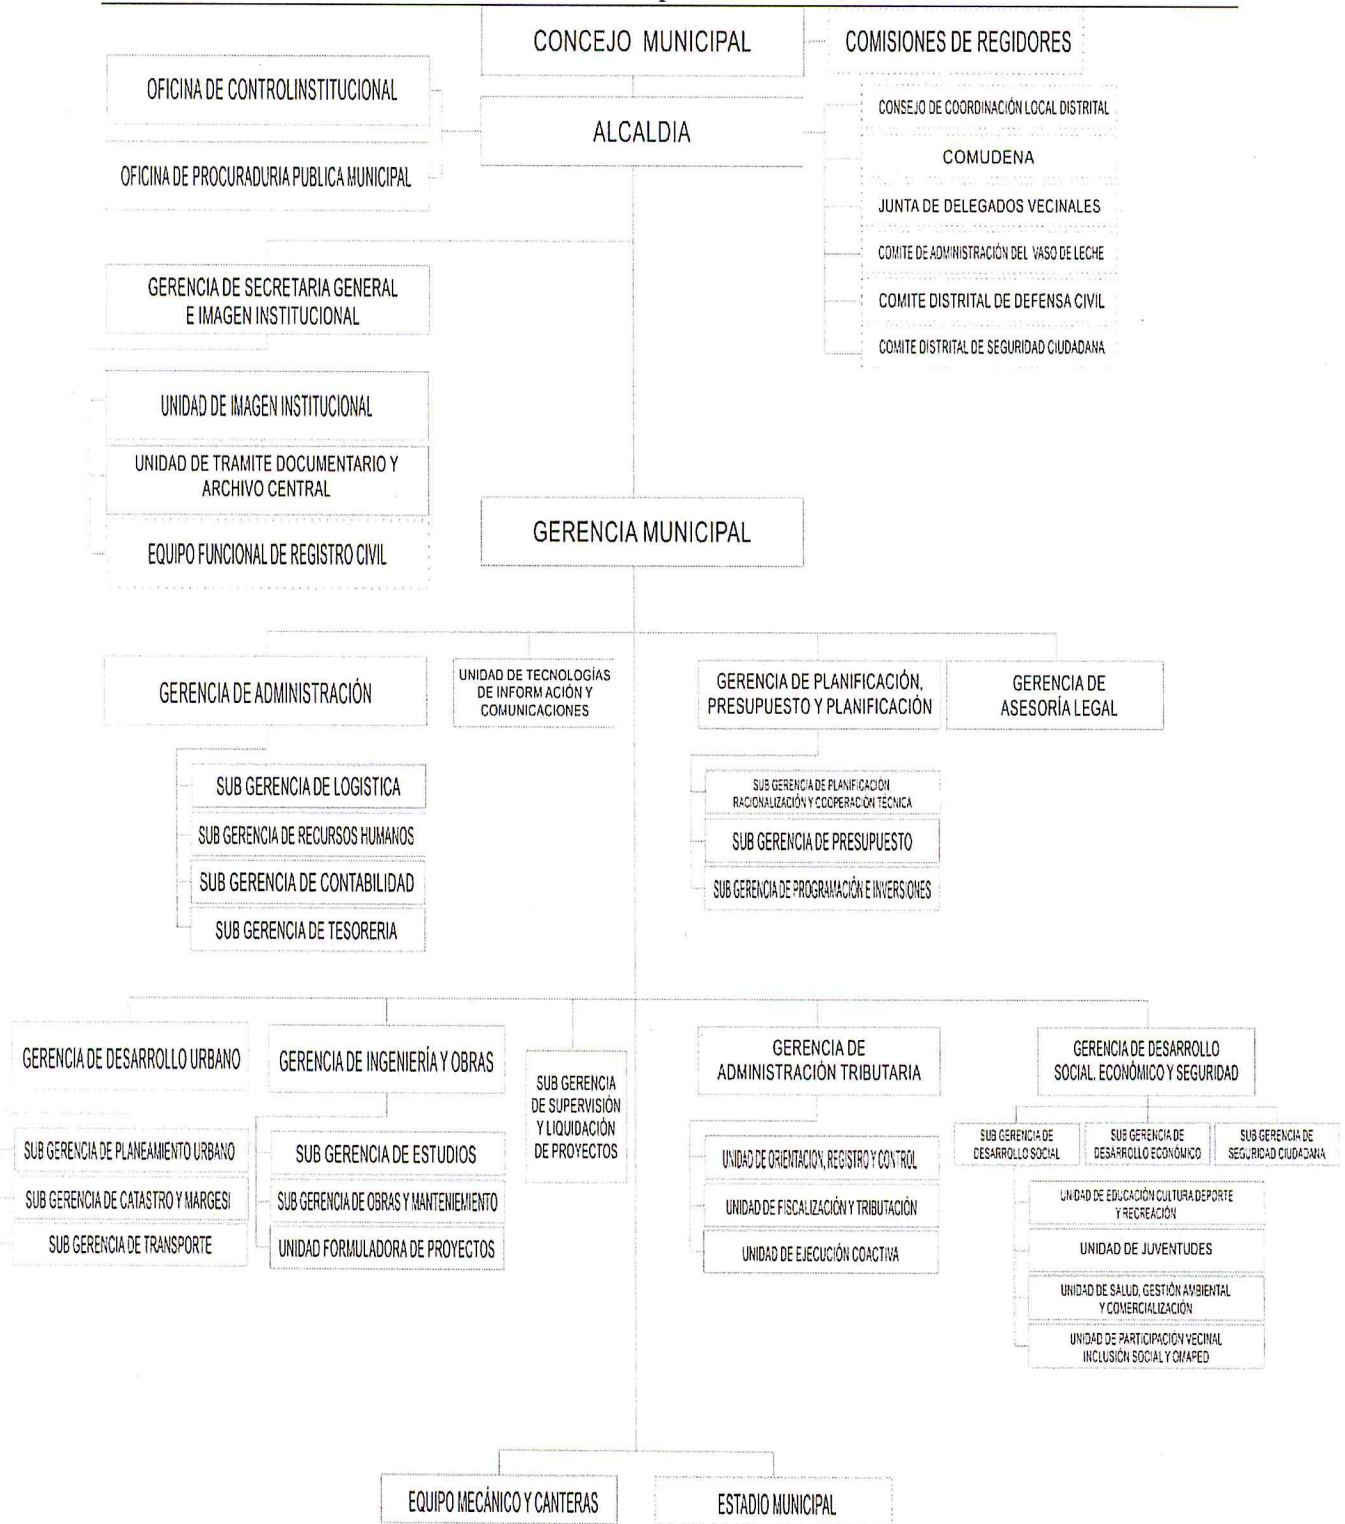 CONCEJO MUNICIPAL
COMISIONES DE REGIDORES
OFICINA DE CONTROLINSTITUCIONAL
ALCALDIA
OFICINA DE PROCURADURIA PUBLICA MUNICIPAL
CONSEJO DE COORDINACIÓN LOCAL DISTRITAL
COMUDENA
JUNTA DE DELEGADOS VECINALES
COMITE DE ADMINISTRACIÓN DEL VASO DE LECHE
COMITE DISTRITAL DE DEFENSA CIVIL
COMITE DISTRITAL DE SEGURIDAD CIUDADANA
GERENCIA DE SECRETARIA GENERAL
E IMAGEN INSTITUCIONAL
UNIDAD DE IMAGEN INSTITUCIONAL
UNIDAD DE TRAMITE DOCUMENTARIO Y
ARCHIVO CENTRAL
EQUIPO FUNCIONAL DE REGISTRO CIVIL
GERENCIA MUNICIPAL
GERENCIA DE ADMINISTRACIÓN
SUB GERENCIA DE LOGISTICA
SUB GERENCIA DE RECURSOS HUMANOS
SUB GERENCIA DE CONTABILIDAD
SUB GERENCIA DE TESORERIA
UNIDAD DE TECNOLOGÍAS
DE INFORMACIÓN Y
COMUNICACIONES
GERENCIA DE PLANIFICACIÓN,
PRESUPUESTO Y PLANIFICACIÓN
SUB GERENCIA DE PLANIFICACIÓN
RACIONALIZACIÓN Y COOPERACIÓN TÉCNICA
SUB GERENCIA DE PRESUPUESTO
SUB GERENCIA DE PROGRAMACIÓN E INVERSIONES
GERENCIA DE
ASESORÍA LEGAL
GERENCIA DE DESARROLLO URBANO
SUB GERENCIA DE PLANEAMIENTO URBANO
SUB GERENCIA DE CATASTRO Y MARGESI
SUB GERENCIA DE TRANSPORTE
GERENCIA DE INGENIERÍA Y OBRAS
SUB GERENCIA DE ESTUDIOS
SUB GERENCIA DE OBRAS Y MANTENIEMIENTO
UNIDAD FORMULADORA DE PROYECTOS
SUB GERENCIA
DE SUPERVISIÓN
Y LIQUIDACIÓN
DE PROYECTOS
GERENCIA DE
ADMINISTRACIÓN TRIBUTARIA
UNIDAD DE ORIENTACION, REGISTRO Y CONTROL
UNIDAD DE FISCALIZACIÓN Y TRIBUTACIÓN
UNIDAD DE EJECUCIÓN COACTIVA
GERENCIA DE DESARROLLO
SOCIAL, ECONÓMICO Y SEGURIDAD
SUB GERENCIA DE
DESARROLLO SOCIAL
SUB GERENCIA DE
DESARROLLO ECONÓMICO
SUB GERENCIA DE
SEGURIDAD CIUDADANA
UNIDAD DE EDUCACIÓN CULTURA DEPORTE
Y RECREACIÓN
UNIDAD DE JUVENTUDES
UNIDAD DE SALUD, GESTIÓN AMBIENTAL
Y COMERCIALIZACIÓN
UNIDAD DE PARTICIPACIÓN VECINAL
INCLUSIÓN SOCIAL Y OMAPED
EQUIPO MECÁNICO Y CANTERAS
ESTADIO MUNICIPAL